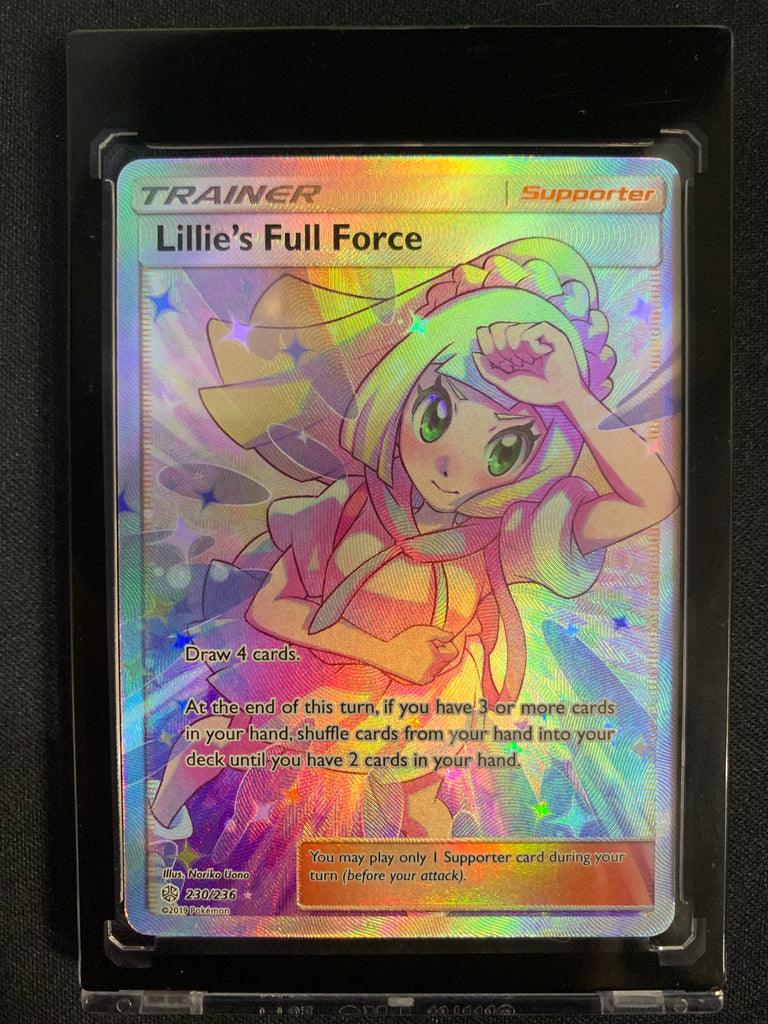 TRAINER
Supporter
Lillie's Full Force
Draw 4 cards.
At the end of this turn, if you have 3 or more cards
in your hand, shuffle cards from your hand into your
deck until you have 2 cards in your hand.
You may play only 1 Supporter card during your
turn (before your attack).
Illus. Noriko Uono
230/236
©2019 Pokémon